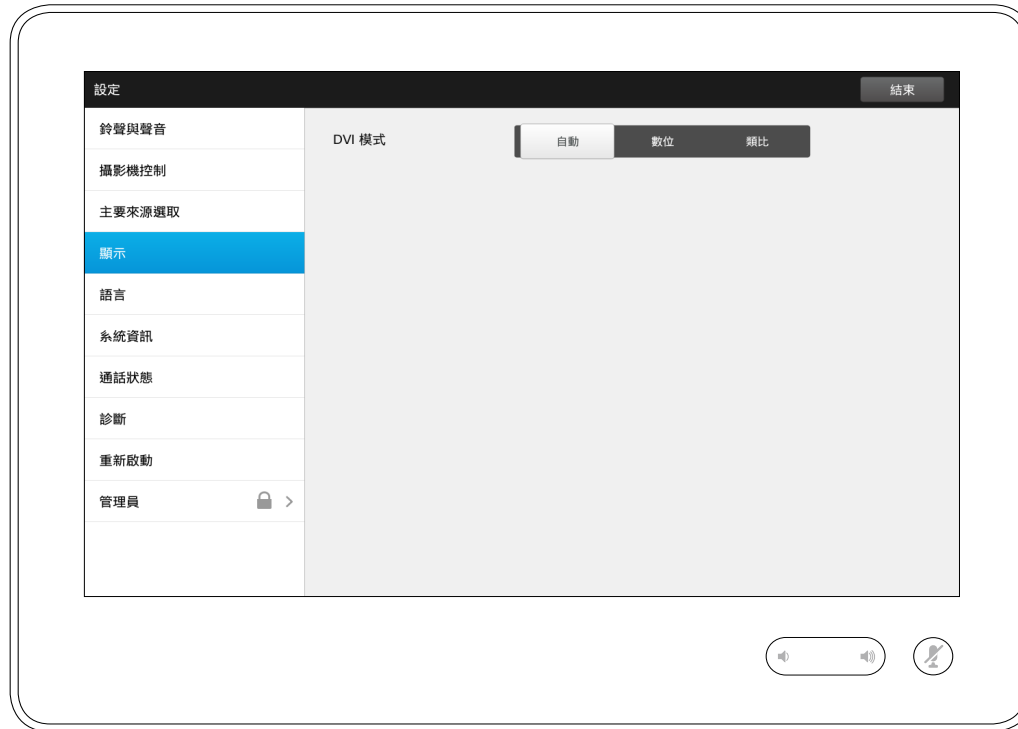 設定
結束
鈴聲與聲音
攝影機控制
主要來源選取
顯示
語言
系統資訊
通話狀態
診斷
重新啟動
管理員
DVI 模式
自動
數位
類比